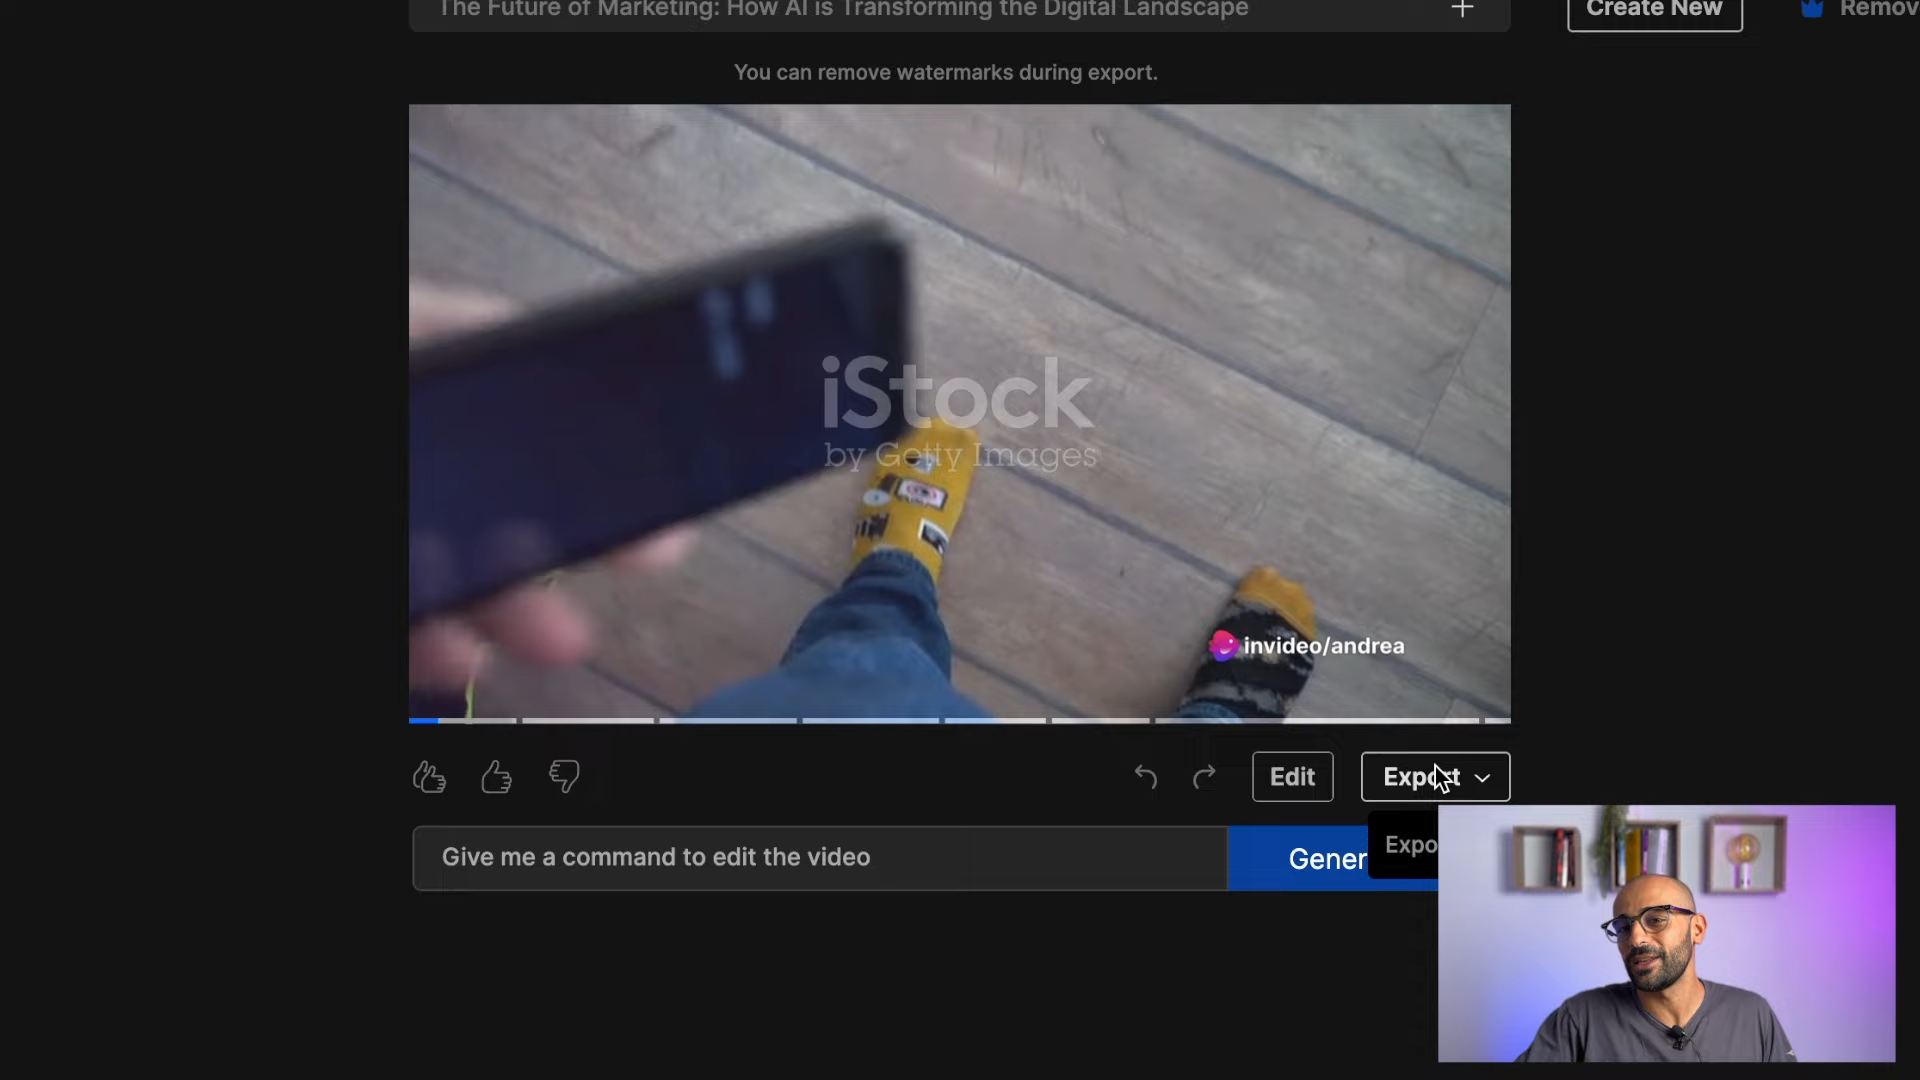 The Future of Marketing: How AI is Transforming the Digital Landscape
Create New
You can remove watermarks during export.
iStock
by Getty Images
invideo/andrea
Edit
Export
Give me a command to edit the video